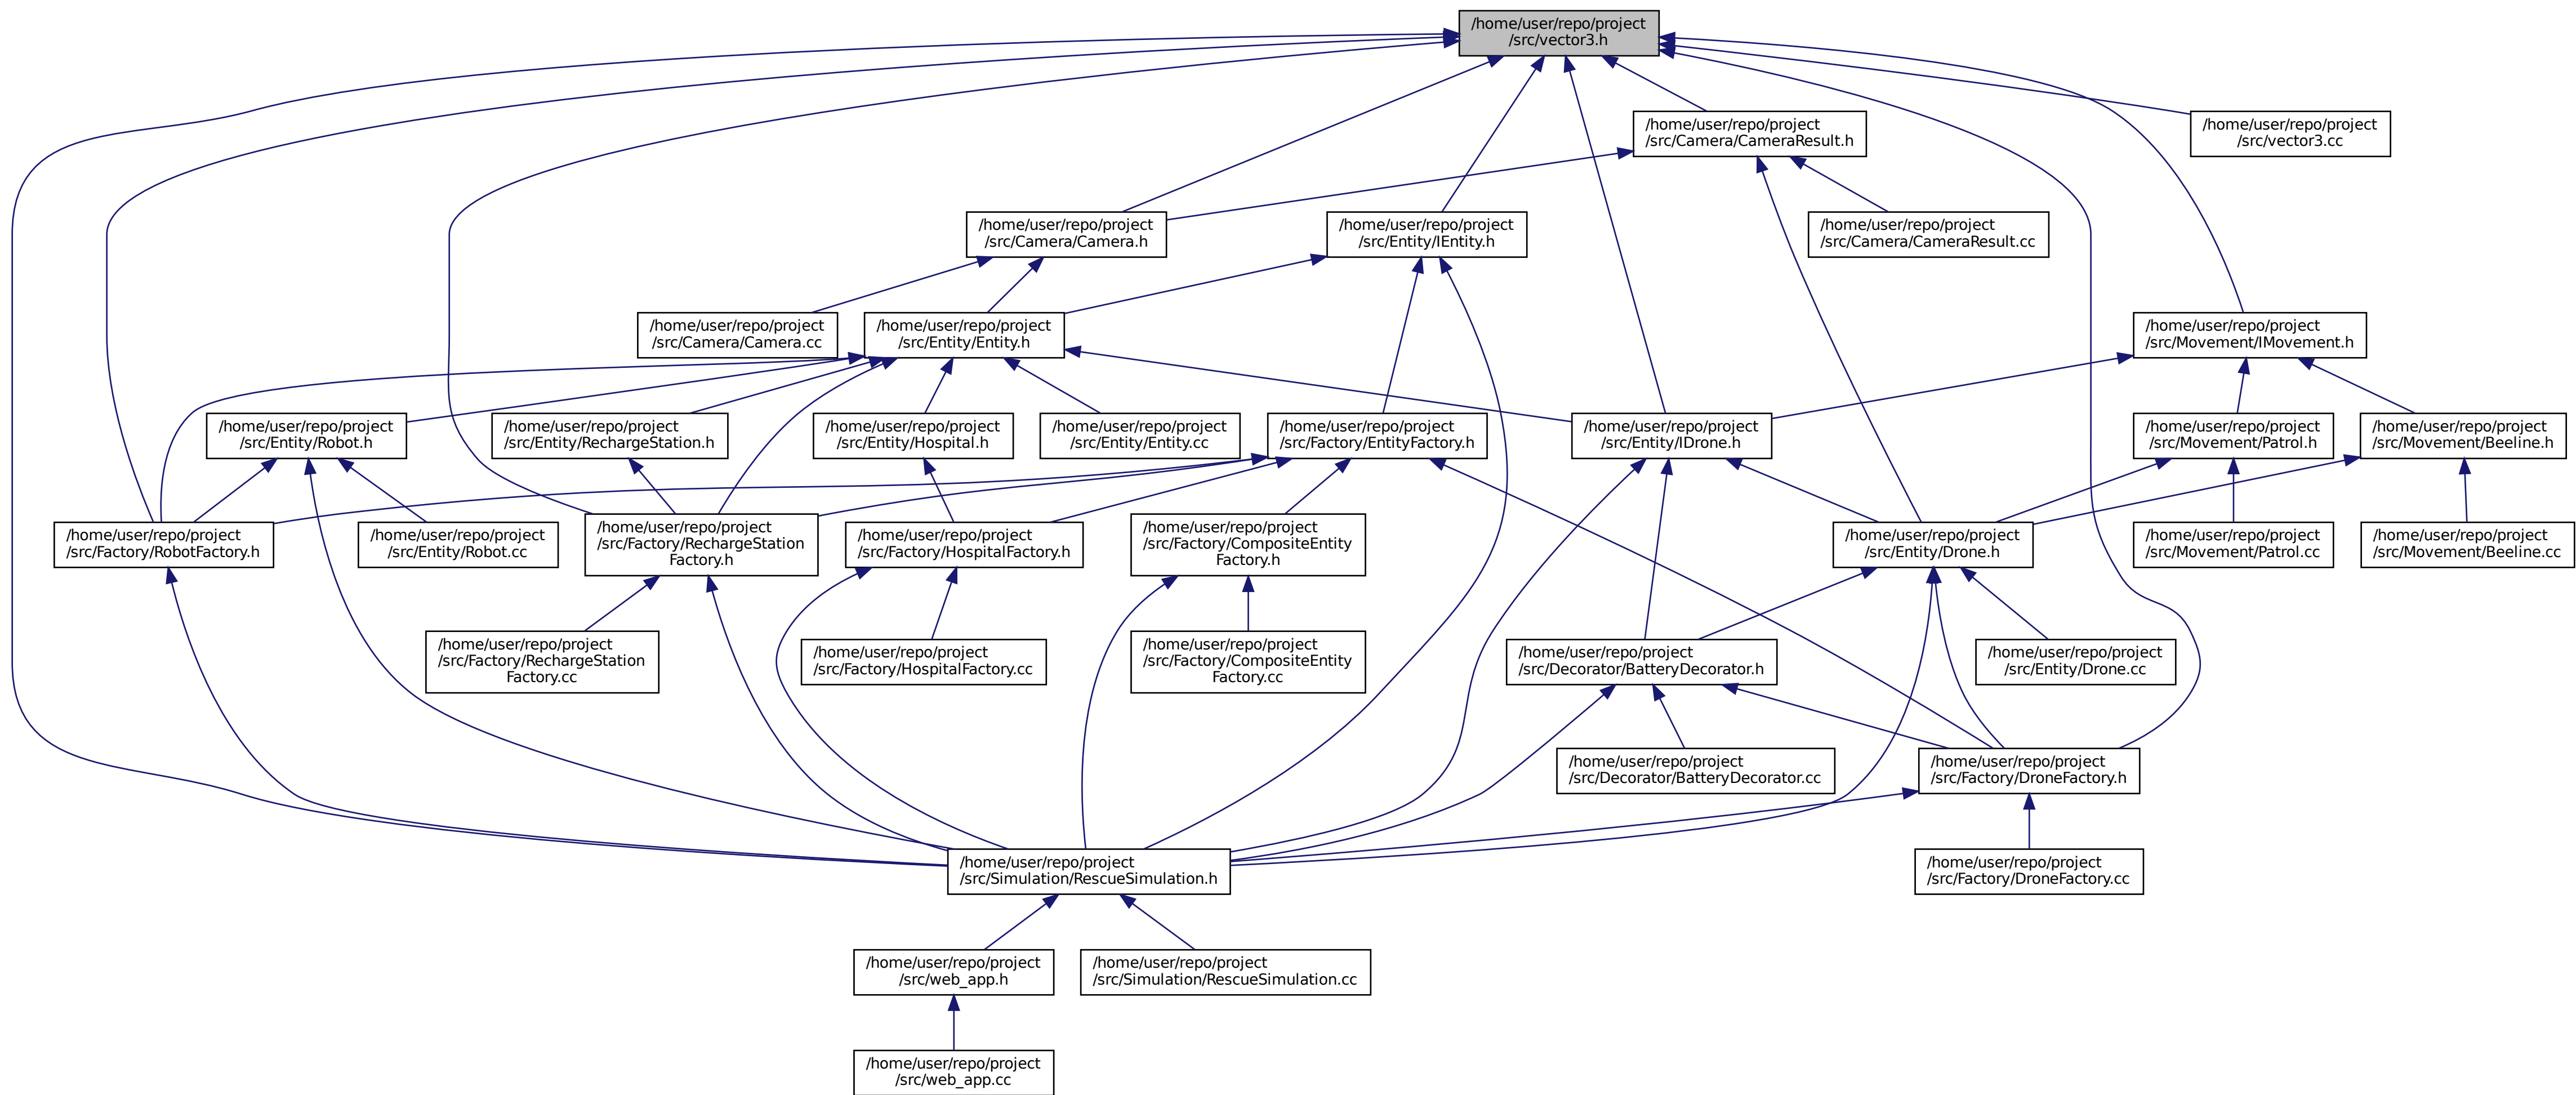 /home/user/repo/project
/src/vector3.h
/home/user/repo/project
/src/Camera/CameraResult.h
/home/user/repo/project
/src/vector3.cc
/home/user/repo/project
/src/Camera/Camera.h
/home/user/repo/project
/src/Entity/IEntity.h
/home/user/repo/project
/src/Camera/CameraResult.cc
/home/user/repo/project
/src/Camera/Camera.cc
/home/user/repo/project
/src/Entity/Entity.h
/home/user/repo/project
/src/Movement/IMovement.h
/home/user/repo/project
/src/Entity/Robot.h
/home/user/repo/project
/src/Entity/RechargeStation.h
/home/user/repo/project
/src/Entity/Hospital.h
/home/user/repo/project
/src/Entity/Entity.cc
/home/user/repo/project
/src/Factory/EntityFactory.h
/home/user/repo/project
/src/Entity/IDrone.h
/home/user/repo/project
/src/Movement/Patrol.h
/home/user/repo/project
/src/Movement/Beeline.h
/home/user/repo/project
/src/Factory/RobotFactory.h
/home/user/repo/project
/src/Entity/Robot.cc
/home/user/repo/project
/src/Factory/RechargeStation
Factory.h
/home/user/repo/project
/src/Factory/HospitalFactory.h
/home/user/repo/project
/src/Factory/CompositeEntity
Factory.h
/home/user/repo/project
/src/Entity/Drone.h
/home/user/repo/project
/src/Movement/Patrol.cc
/home/user/repo/project
/src/Movement/Beeline.cc
/home/user/repo/project
/src/Factory/RechargeStation
Factory.cc
/home/user/repo/project
/src/Factory/HospitalFactory.cc
/home/user/repo/project
/src/Factory/CompositeEntity
Factory.cc
/home/user/repo/project
/src/Decorator/BatteryDecorator.h
/home/user/repo/project
/src/Entity/Drone.cc
/home/user/repo/project
/src/Decorator/BatteryDecorator.cc
/home/user/repo/project
/src/Factory/DroneFactory.h
/home/user/repo/project
/src/Simulation/RescueSimulation.h
/home/user/repo/project
/src/Factory/DroneFactory.cc
/home/user/repo/project
/src/web_app.h
/home/user/repo/project
/src/Simulation/RescueSimulation.cc
/home/user/repo/project
/src/web_app.cc